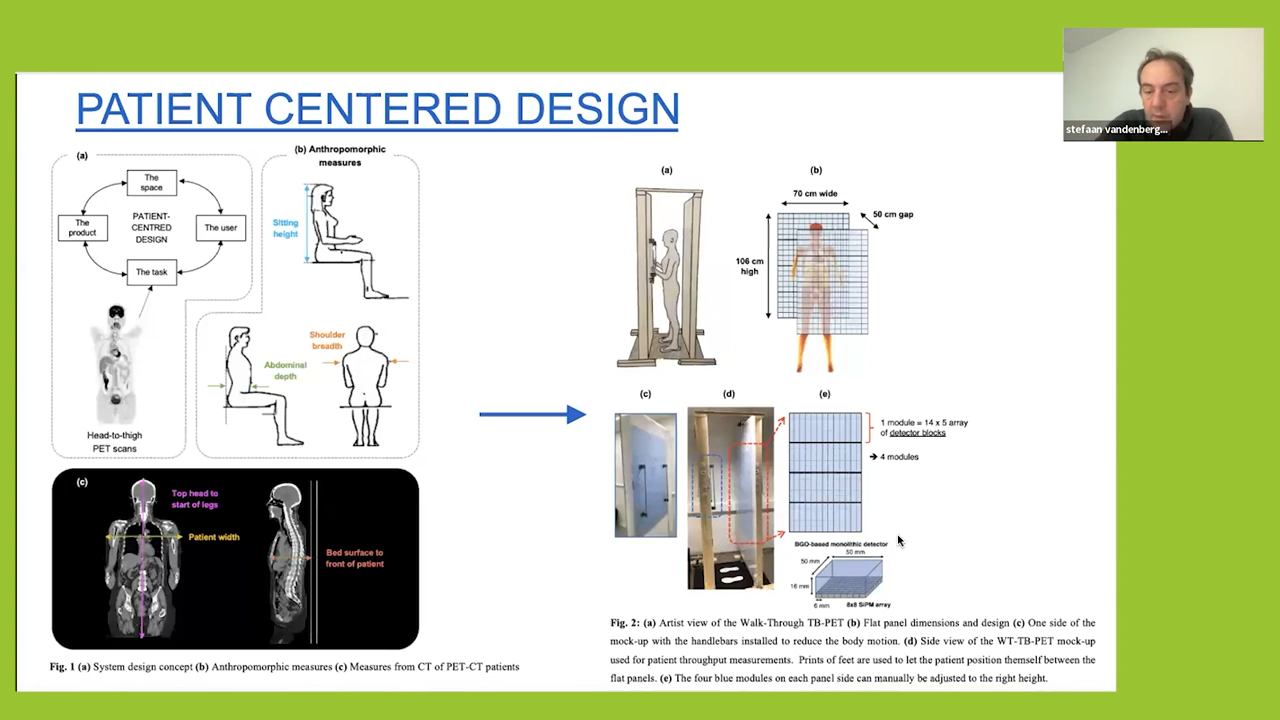 PATIENT CENTERED DESIGN
stefaan vandenberg...
(a)
The
space
The
product
PATIENT-
CENTRED
DESIGN
The user
The task
Head-to-thigh
PET scans
(b) Anthropomorphic
measures
Sitting
height
Shoulder
breadth
Abdominal
depth
(c)
Top head to
start of legs
Patient width
Bed surface to
front of patient
Fig. 1 (a) System design concept (b) Anthropomorphic measures (c) Measures from CT of PET-CT patients
(a)
(b)
70 cm wide
50 cm gap
106 cm
high
(c)
(d)
(e)
1 module = 14 x 5 array
of detector blocks
➔ 4 modules
BGO-based monolithic detector
50 mm
50 mm
16 mm
6 mm
8x8 SiPM array
Fig. 2: (a) Artist view of the Walk-Through TB-PET (b) Flat panel dimensions and design (c) One side of the
mock-up with the handlebars installed to reduce the body motion. (d) Side view of the WT-TB-PET mock-up
used for patient throughput measurements. Prints of feet are used to let the patient position themself between the
flat panels. (e) The four blue modules on each panel side can manually be adjusted to the right height.